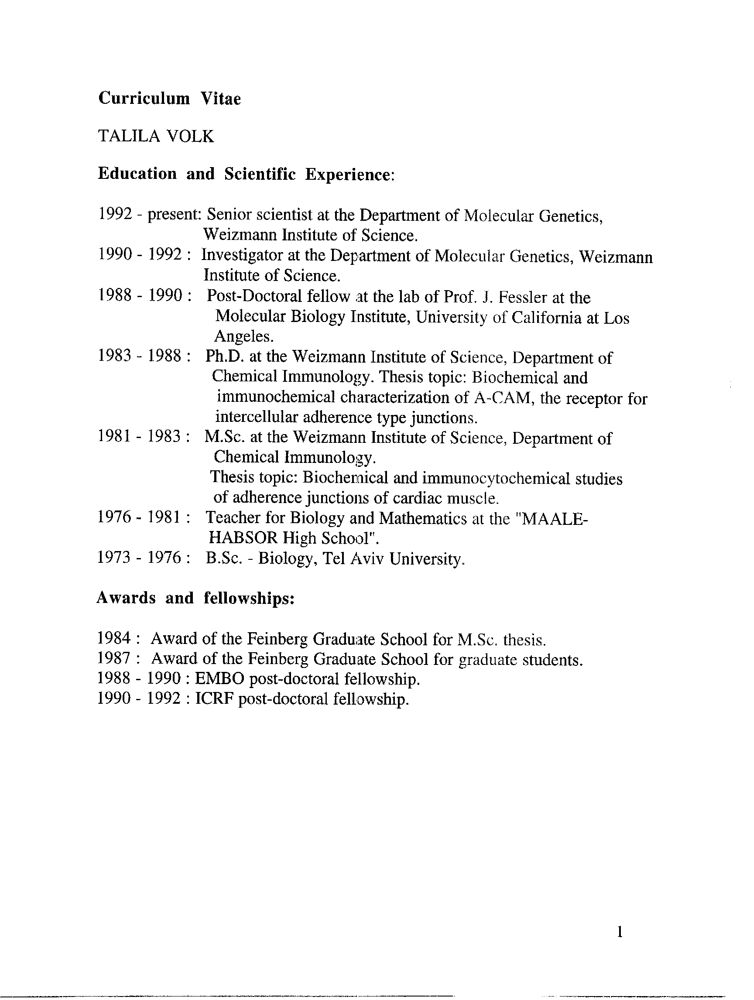 Curriculum Vitae
TALILA VOLK
Education and Scientific Experience:
1992 - present: Senior scientist at the Department of Molecular Genetics,
Weizmann Institute of Science.
1990 - 1992 : Investigator at the Department of Molecular Genetics, Weizmann
Institute of Science.
1988 - 1990 : Post-Doctoral fellow at the lab of Prof. J. Fessler at the
Molecular Biology Institute, University of California at Los
Angeles.
1983 - 1988 : Ph.D. at the Weizmann Institute of Science, Department of
Chemical Immunology. Thesis topic: Biochemical and
immunochemical characterization of A-CAM, the receptor for
intercellular adherence type junctions.
1981 - 1983 : M.Sc. at the Weizmann Institute of Science, Department of
Chemical Immunology.
Thesis topic: Biochemical and immunocytochemical studies
of adherence junctions of cardiac muscle.
1976 - 1981 : Teacher for Biology and Mathematics at the "MAALE-
HABSOR High School".
1973 - 1976 : B.Sc. - Biology, Tel Aviv University.
Awards and fellowships:
1984 : Award of the Feinberg Graduate School for M.Sc. thesis.
1987 : Award of the Feinberg Graduate School for graduate students.
1988 - 1990 : EMBO post-doctoral fellowship.
1990 - 1992 : ICRF post-doctoral fellowship.
1